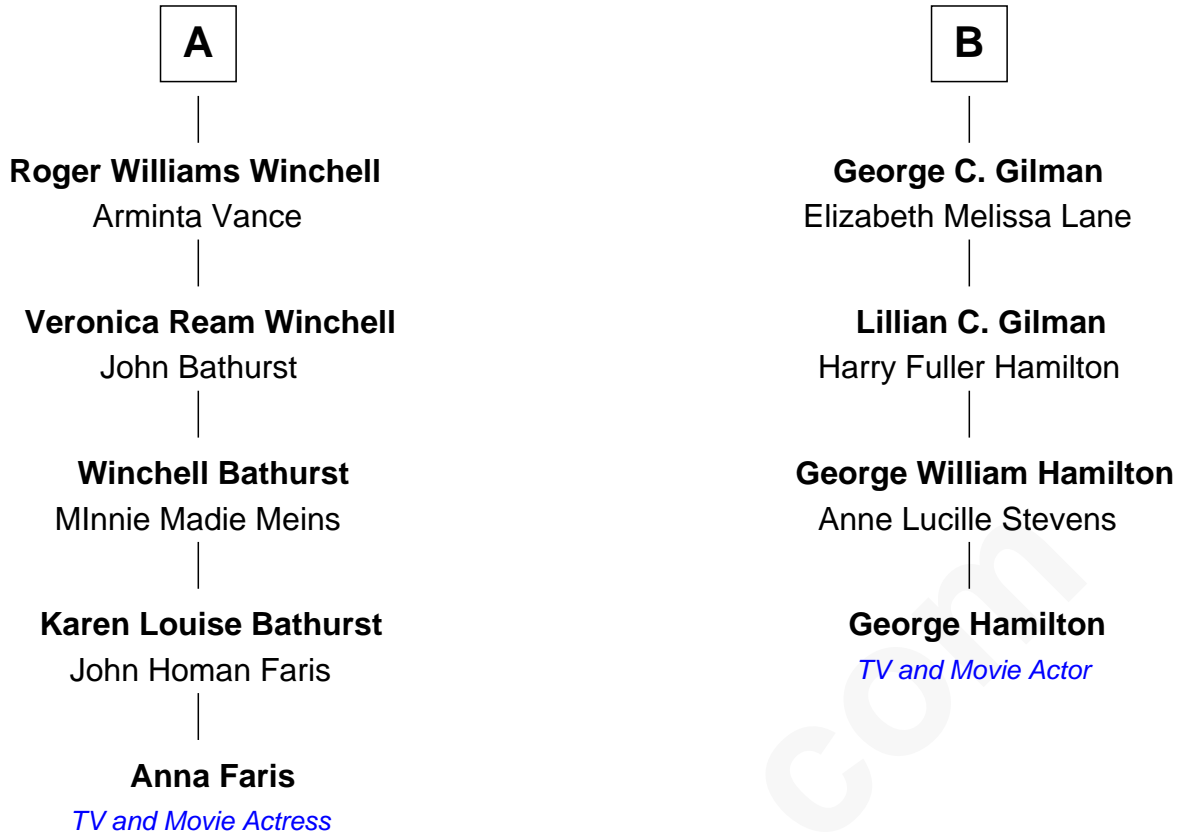 A
Roger Williams Winchell
Arminta Vance
Veronica Ream Winchell
John Bathurst
Winchell Bathurst
MInnie Madie Meins
Karen Louise Bathurst
John Homan Faris
Anna Faris
TV and Movie Actress
B
George C. Gilman
Elizabeth Melissa Lane
Lillian C. Gilman
Harry Fuller Hamilton
George William Hamilton
Anne Lucille Stevens
George Hamilton
TV and Movie Actor
com